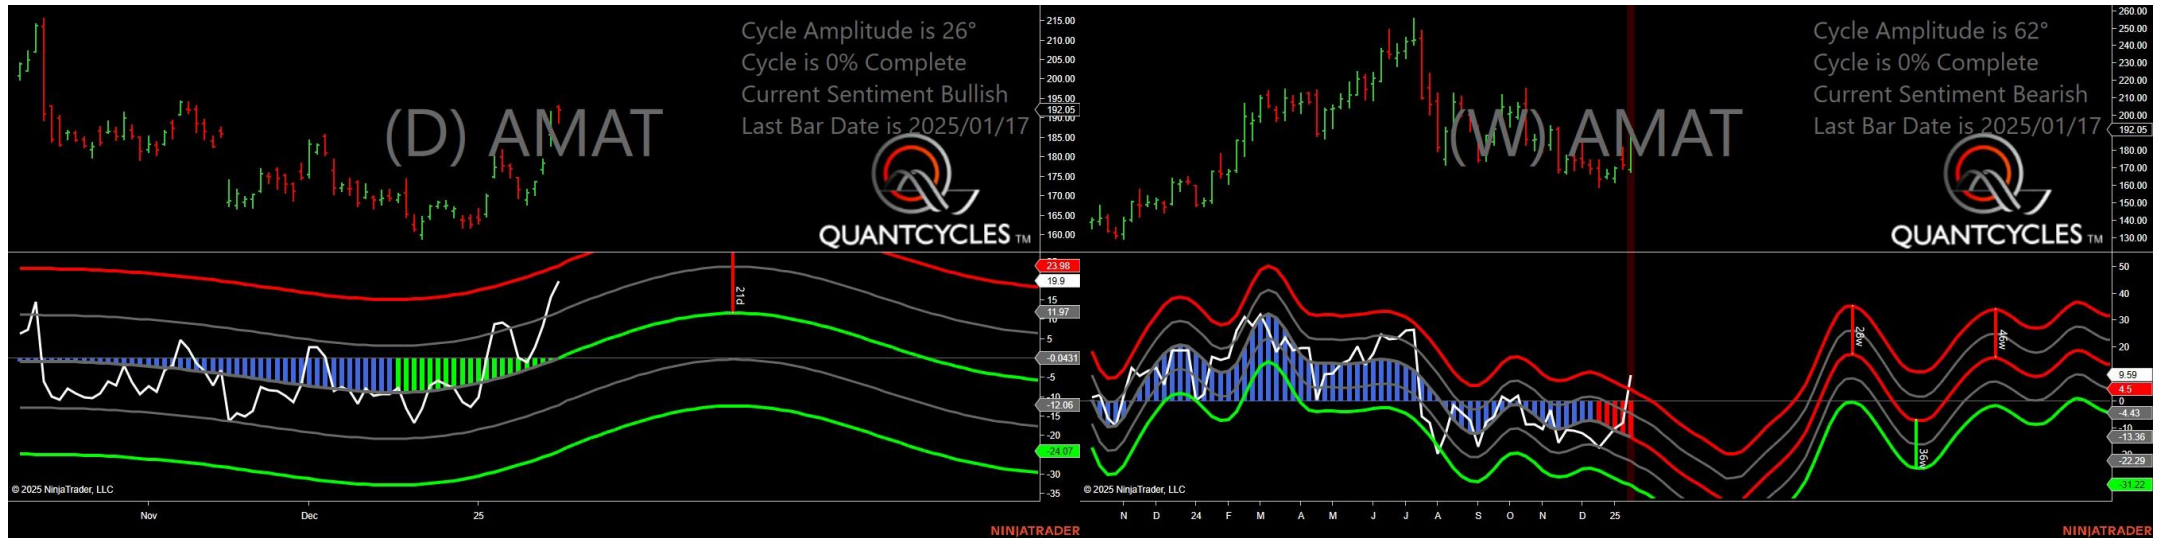 Cycle Amplitude is 26°
Cycle is 0% Complete
Current Sentiment Bullish
Last Bar Date is 2025/01/17
(D) AMAT
QUANTCYCLES TM
215.00
210.00
205.00
200.00
195.00
192.05
190.00
185.00
180.00
175.00
170.00
165.00
160.00
21d
23.98
19.9
15
11.97
10
5
-0.0431
-5
-10
-12.06
-15
-20
-24.07
-30
-35
© 2025 NinjaTrader, LLC
Nov
Dec
25
NINJATRADER
Cycle Amplitude is 62°
Cycle is 0% Complete
Current Sentiment Bearish
Last Bar Date is 2025/01/17
(W) AMAT
QUANTCYCLES TM
260.00
250.00
240.00
230.00
220.00
210.00
200.00
192.05
180.00
170.00
160.00
150.00
140.00
130.00
46w
36w
50
40
30
20
9.59
4.5
0
-4.43
-10
-13.36
-22.29
-31.22
© 2025 NinjaTrader, LLC
N D 24 F M A M J J A S O N D 25
NINJATRADER